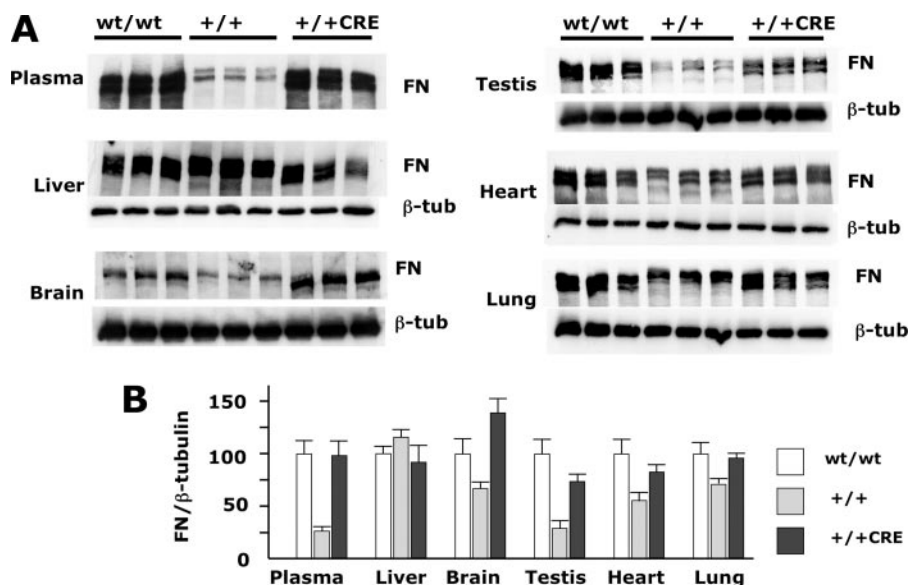 A
wt/wt +/+ +/+CRE
Plasma FN
Liver FN
β-tub
Brain FN
β-tub
wt/wt +/+ +/+CRE
Testis FN
β-tub
Heart FN
β-tub
Lung FN
β-tub
B
FN/β-tubulin
150
100
50
0
Plasma Liver Brain Testis Heart Lung
wt/wt
+/+
+/+CRE